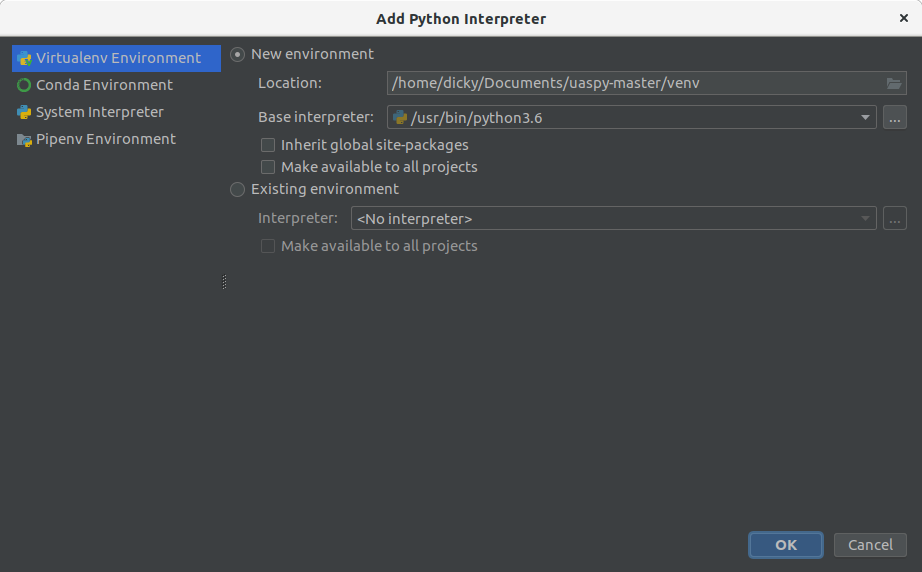 Add Python Interpreter
Virtualenv Environment
Conda Environment
System Interpreter
Pipenv Environment
New environment
Location: /home/dicky/Documents/uaspy-master/venv
Base interpreter: /usr/bin/python3.6 ...
Inherit global site-packages
Make available to all projects
Existing environment
Interpreter: <No interpreter> ...
Make available to all projects
OK Cancel